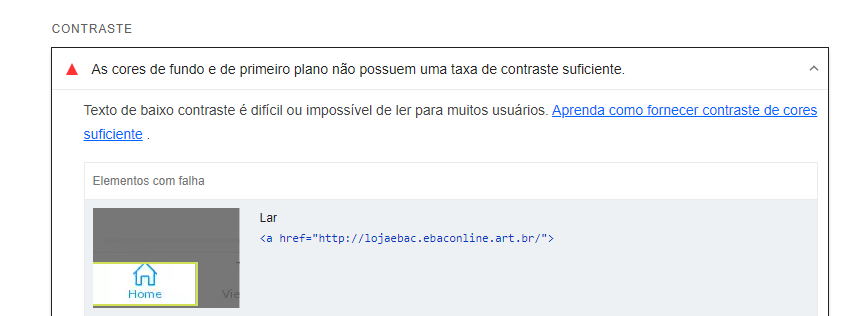 CONTRASTE
As cores de fundo e de primeiro plano não possuem uma taxa de contraste suficiente.
Texto de baixo contraste é difícil ou impossível de ler para muitos usuários. Aprenda como fornecer contraste de cores
suficiente .
Elementos com falha
Lar
<a href="http://lojaebac.ebaconline.art.br/">
Home
Vie